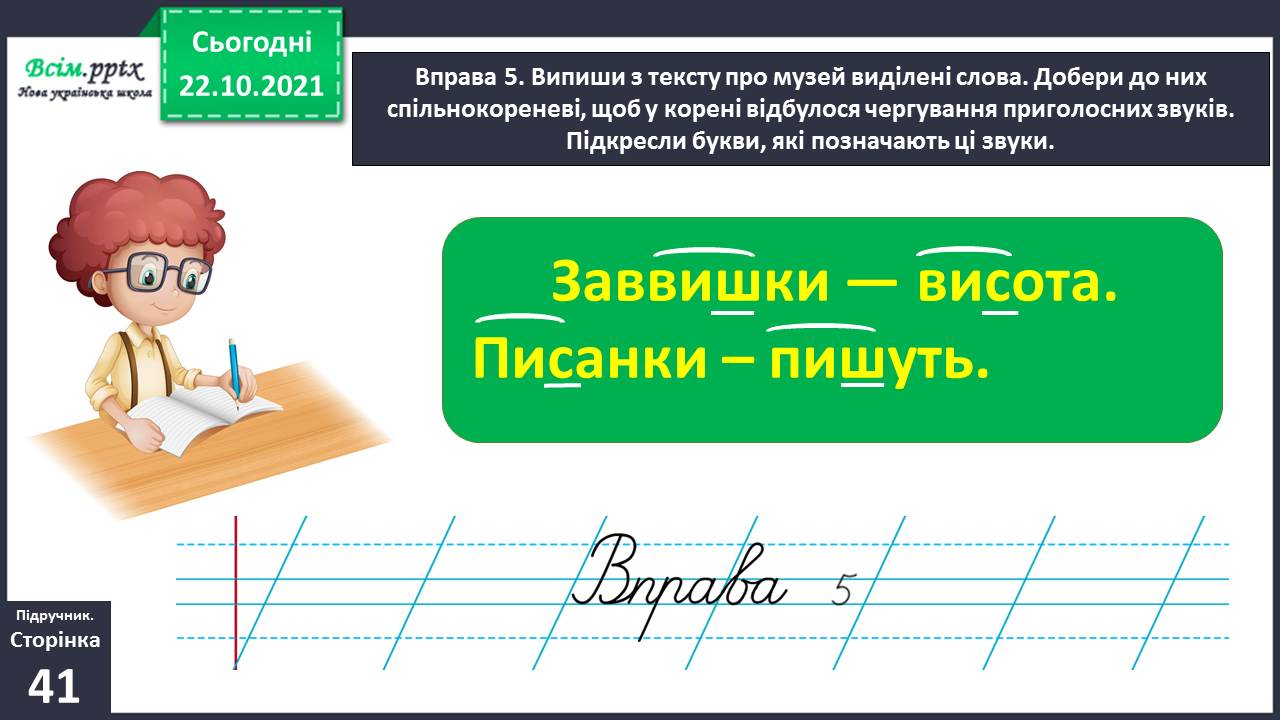 Сьогодні
22.10.2021
Всім.pptx
Нова українська школа
Вправа 5. Випиши з тексту про музей виділені слова. Добери до них
спільнокореневі, щоб у корені відбулося чергування приголосних звуків.
Підкресли букви, які позначають ці звуки.
Заввишки — висота.
Писанки – пишуть.
Вправа 5
Підручник.
Сторінка
41